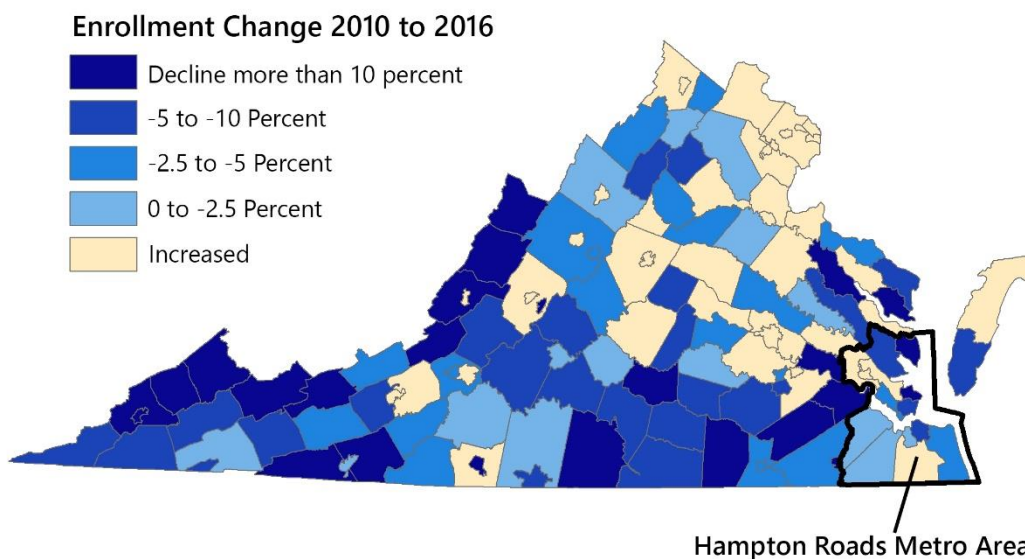 Enrollment Change 2010 to 2016
Decline more than 10 percent
-5 to -10 Percent
-2.5 to -5 Percent
0 to -2.5 Percent
Increased
Hampton Roads Metro Area